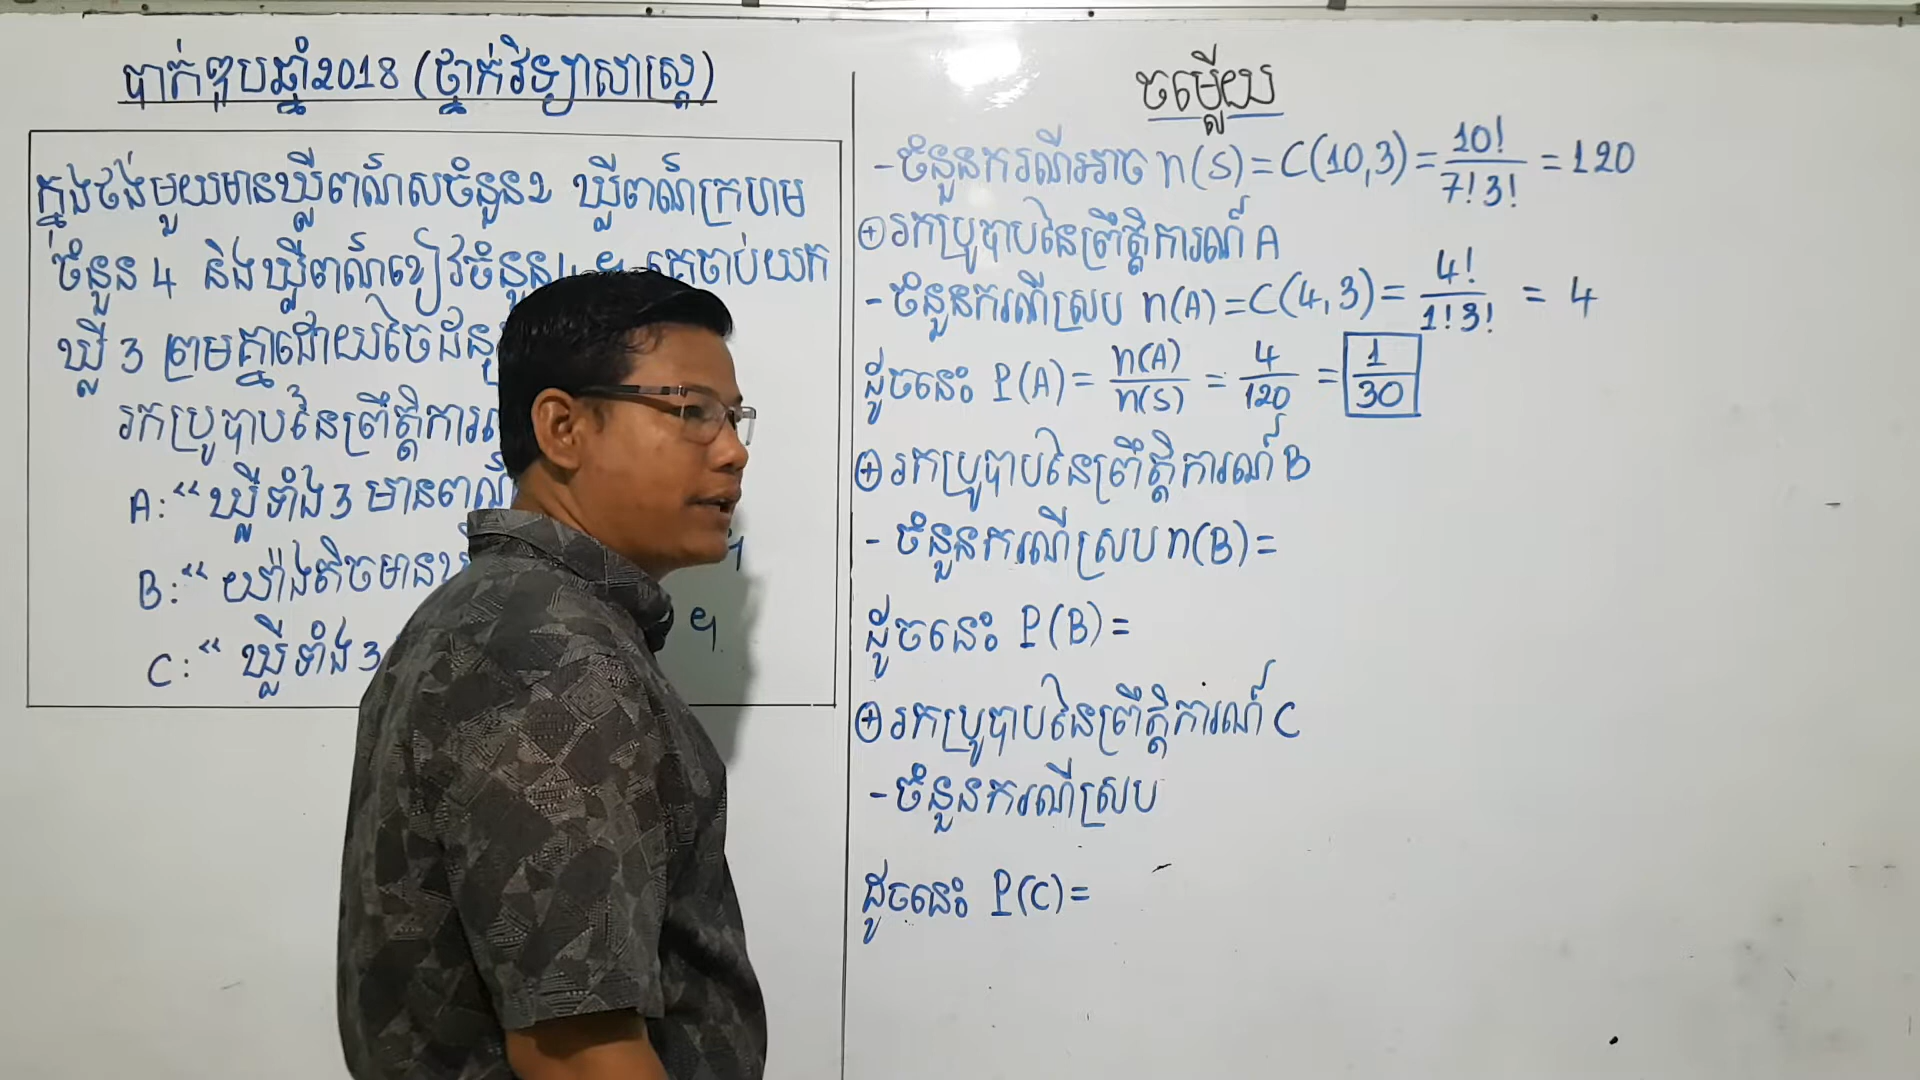 បាក់ឌុបឆ្នាំ2018 (ថ្នាក់វិទ្យាសាស្ត្រ)
ក្នុងថង់មួយមានឃ្លីពណ៌សចំនួន2 ឃ្លីពណ៌ក្រហម
ចំនួន 4 និងឃ្លីពណ៌ខៀវចំនួន ៗ គេចាប់យក
ឃ្លី 3 ព្រមគ្នាដោយចៃដន្យ
រកប្រូបាបនៃព្រឹត្តិការណ៍
A: “ ឃ្លីទាំង3 មានពណ៌
B: “ យ៉ាងតិចមាន
C: “ ឃ្លីទាំង3 ។
ចម្លើយ
-ចំនួនករណីអាច n(S) = C(10,3) = 10!/7!3! = 120
⊕ រកប្រូបាបនៃព្រឹត្តិការណ៍ A
-ចំនួនករណីស្រប n(A) = C(4,3) = 4!/1!3! = 4
ដូចនេះ P(A) = n(A)/n(S) = 4/120 = 1/30
⊕ រកប្រូបាបនៃព្រឹត្តិការណ៍ B
- ចំនួនករណីស្រប n(B) =
ដូចនេះ P(B) =
⊕ រកប្រូបាបនៃព្រឹត្តិការណ៍ C
-ចំនួនករណីស្រប
ដូចនេះ P(C) =